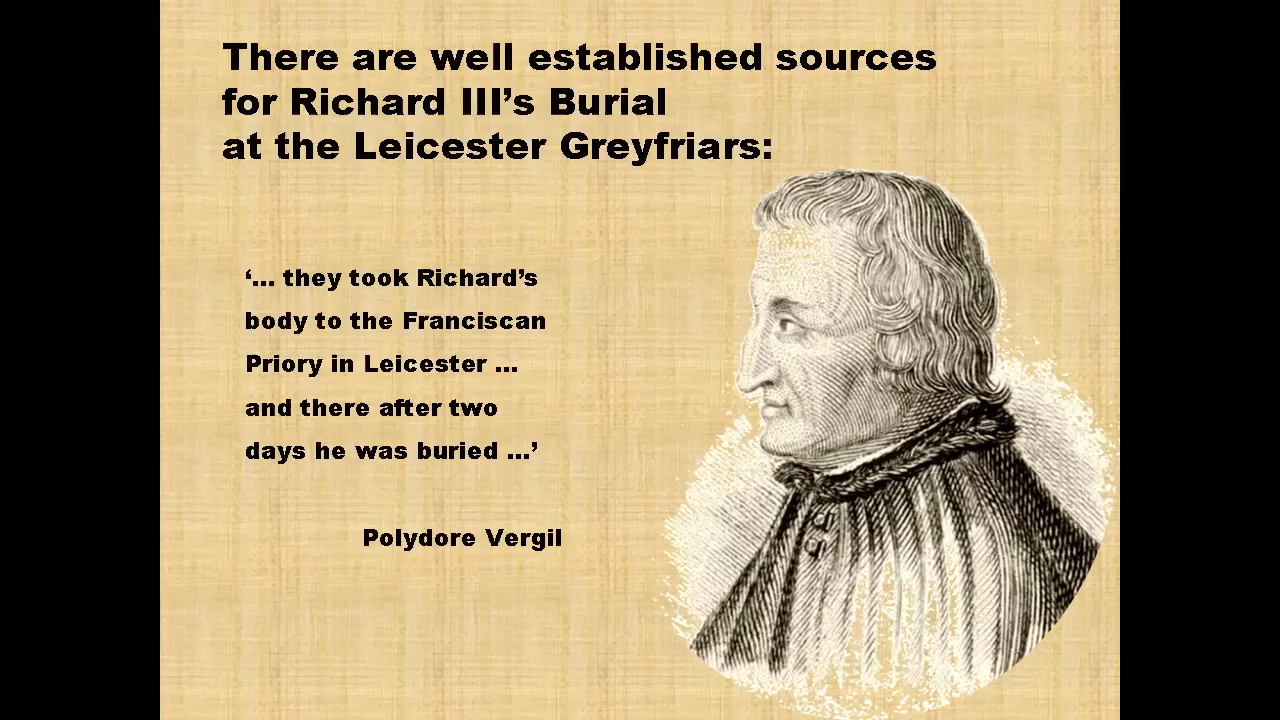 There are well established sources
for Richard III’s Burial
at the Leicester Greyfriars:
‘... they took Richard’s
body to the Franciscan
Priory in Leicester ...
and there after two
days he was buried ...’
Polydore Vergil